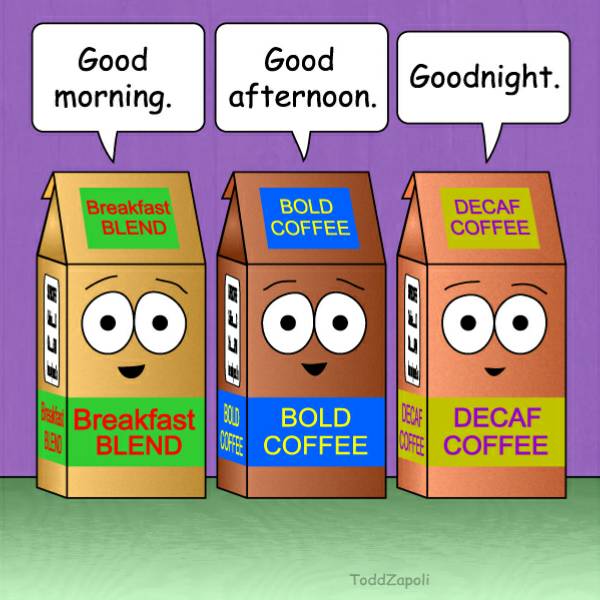 Good
morning.
Good
afternoon.
Goodnight.
Breakfast
BLEND
BOLD
COFFEE
DECAF
COFFEE
Breakfast
BLEND
Breakfast
BLEND
BOLD
COFFEE
BOLD
COFFEE
DECAF
COFFEE
DECAF
COFFEE
ToddZapoli